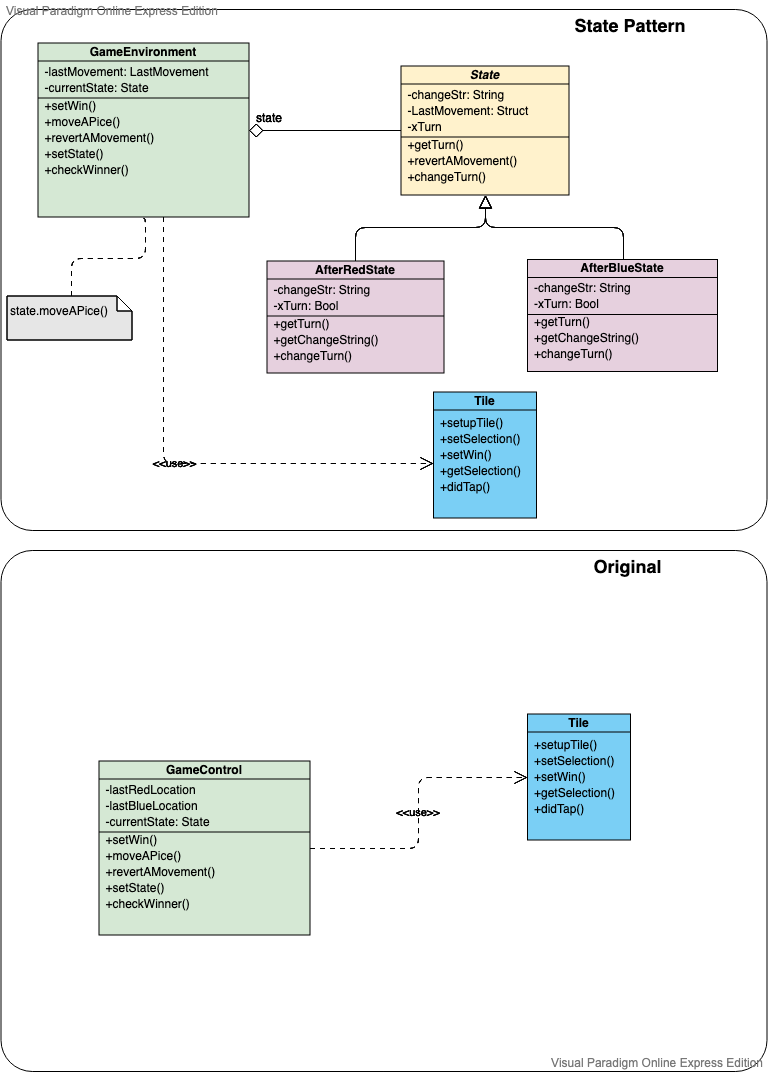 Visual Paradigm Online Express Edition
State Pattern
GameEnvironment
-lastMovement: LastMovement
-currentState: State
+setWin()
+moveAPice()
+revertAMovement()
+setState()
+checkWinner()
state
State
-changeStr: String
-LastMovement: Struct
-xTurn
+getTurn()
+revertAMovement()
+changeTurn()
state.moveAPice()
AfterRedState
-changeStr: String
-xTurn: Bool
+getTurn()
+getChangeString()
+changeTurn()
AfterBlueState
-changeStr: String
-xTurn: Bool
+getTurn()
+getChangeString()
+changeTurn()
<<use>>
Tile
+setupTile()
+setSelection()
+setWin()
+getSelection()
+didTap()
Original
GameControl
-lastRedLocation
-lastBlueLocation
-currentState: State
+setWin()
+moveAPice()
+revertAMovement()
+setState()
+checkWinner()
<<use>>
Tile
+setupTile()
+setSelection()
+setWin()
+getSelection()
+didTap()
Visual Paradigm Online Express Edition